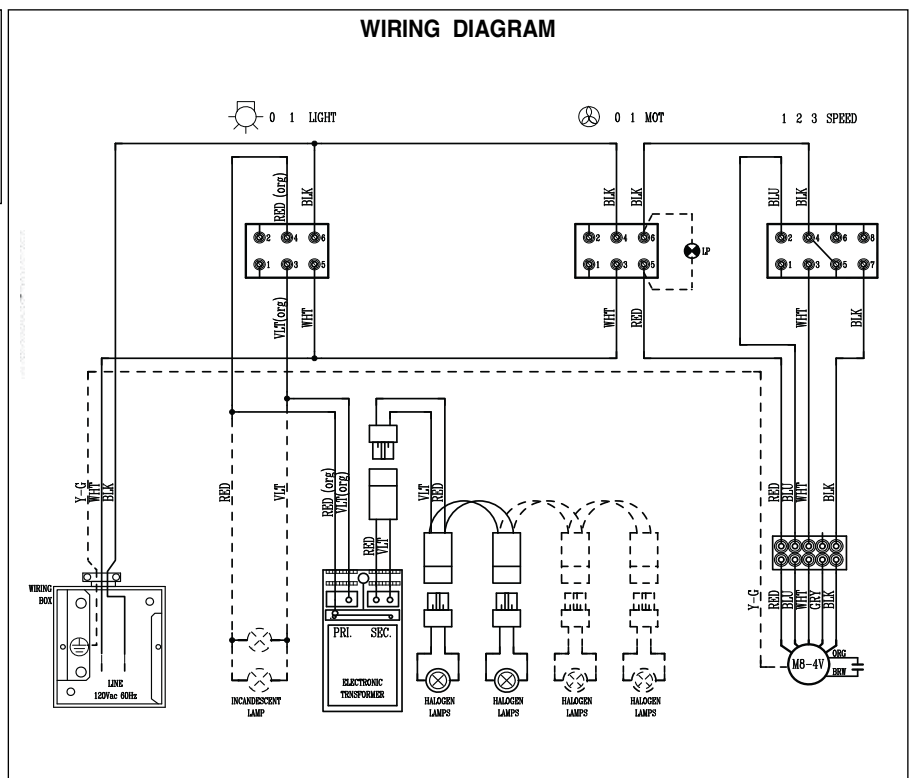 WIRING DIAGRAM
0 1 LIGHT
0 1 MOT
1 2 3 SPEED
RED (org)
BLK
BLK
BLK
BLU
BLK
2 4 6
1 3 5
2 4 6
1 3 5
LP
2 4 6 8
1 3 5 7
VLT(org)
WHT
WHT
RED
WHT
BLK
Y-G
WHT
BLK
RED
VLT
RED (org)
VLT(org)
RED
VLT
VLT
RED
RED
BLU
WHT
BLK
WIRING
BOX
LINE
120Vac 60Hz
INCANDESCENT
LAMP
PRI. SEC.
ELECTRONIC
TRNSFORMER
HALOGEN
LAMPS
HALOGEN
LAMPS
HALOGEN
LAMPS
HALOGEN
LAMPS
Y-G
RED
BLU
WHT
GRY
BLK
M8-4V
ORG
BRW